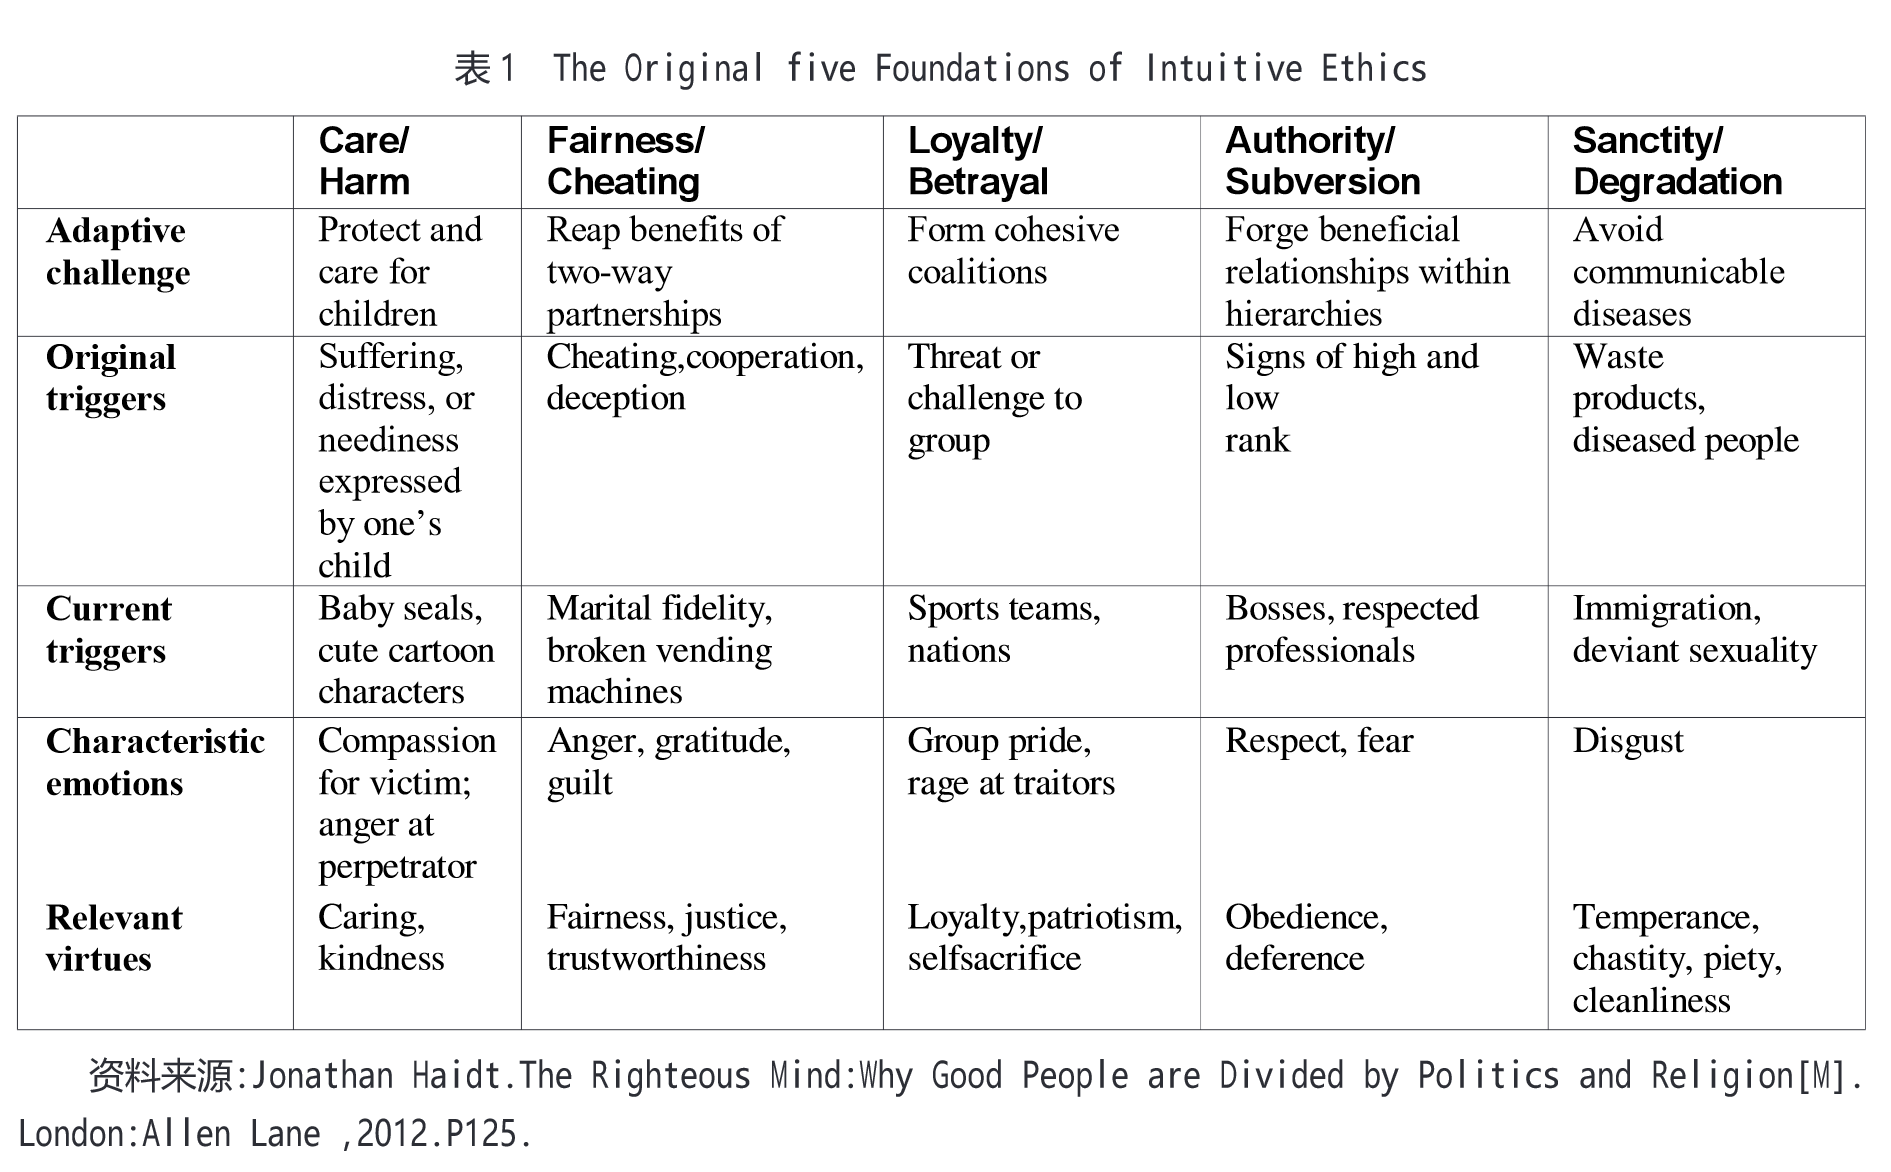 表1 The Original five Foundations of Intuitive Ethics
Care/
Harm
Fairness/
Cheating
Loyalty/
Betrayal
Authority/
Subversion
Sanctity/
Degradation
Adaptive
challenge
Protect and
care for
children
Reap benefits of
two-way
partnerships
Form cohesive
coalitions
Forge beneficial
relationships within
hierarchies
Avoid
communicable
diseases
Original
triggers
Suffering,
distress, or
neediness
expressed
by one’s
child
Cheating,cooperation,
deception
Threat or
challenge to
group
Signs of high and
low
rank
Waste
products,
diseased people
Current
triggers
Baby seals,
cute cartoon
characters
Marital fidelity,
broken vending
machines
Sports teams,
nations
Bosses, respected
professionals
Immigration,
deviant sexuality
Characteristic
emotions
Compassion
for victim;
anger at
perpetrator
Anger, gratitude,
guilt
Group pride,
rage at traitors
Respect, fear
Disgust
Relevant
virtues
Caring,
kindness
Fairness, justice,
trustworthiness
Loyalty,patriotism,
selfsacrifice
Obedience,
deference
Temperance,
chastity, piety,
cleanliness
资料来源:Jonathan Haidt.The Righteous Mind:Why Good People are Divided by Politics and Religion[M].
London:Allen Lane ,2012.P125.